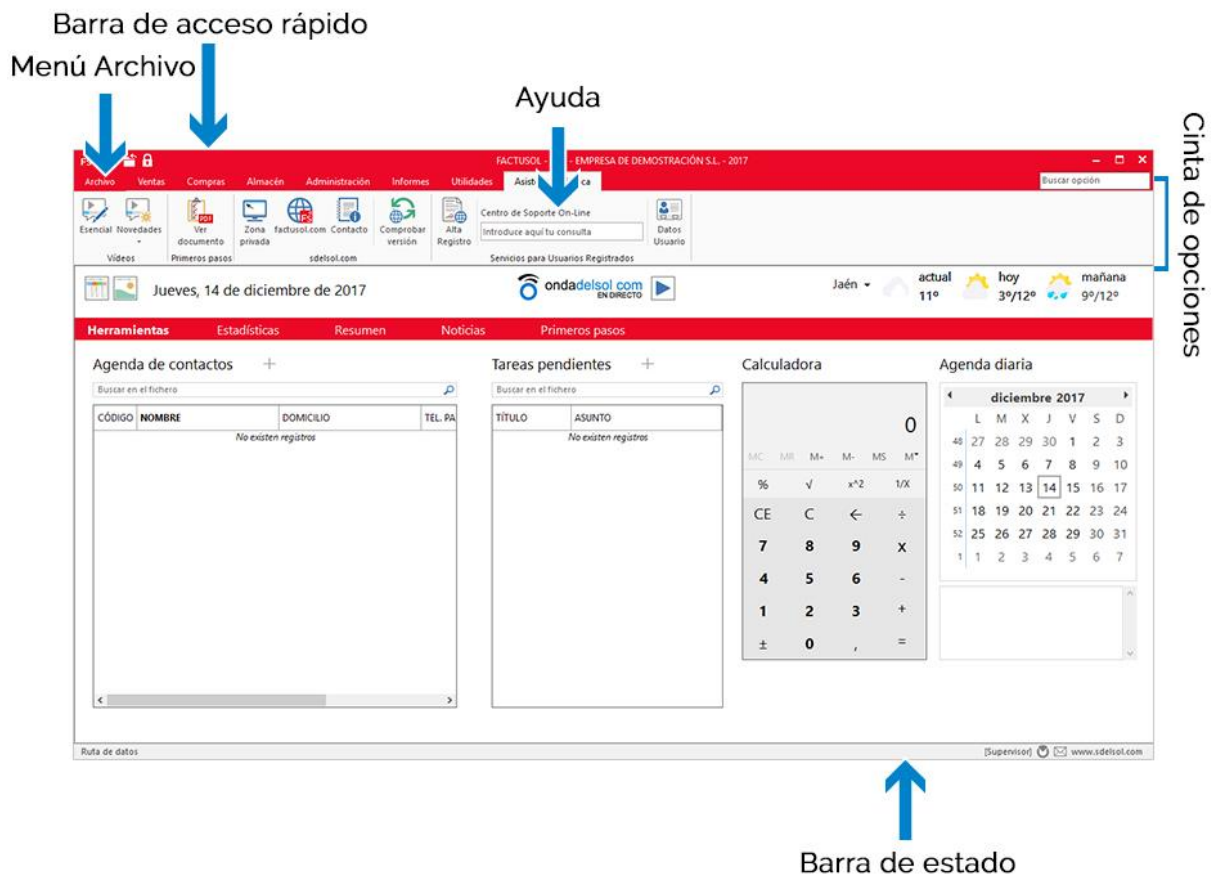 Barra de acceso rápido
Menú Archivo
Ayuda
Cinta de opciones
FACTUSOL - EMPRESA DE DEMOSTRACIÓN S.L. - 2017
Archivo Ventas Compras Almacén Administración Informes Utilidades
Buscar opción
Esencial Novedades
Ver documento
Zona privada
factusol.com
Contacto
Comprobar versión
Alta Registro
Centro de Soporte On-Line
Introduce aquí tu consulta
Datos Usuario
Vídeos Primeros pasos sdelsol.com Servicios para Usuarios Registrados
Jueves, 14 de diciembre de 2017
ondadelsol.com
EN DIRECTO
Jaén
actual
11º
hoy
3º/12º
mañana
9º/12º
Herramientas Estadísticas Resumen Noticias Primeros pasos
Agenda de contactos +
Buscar en el fichero
CÓDIGO NOMBRE DOMICILIO TEL. PA
No existen registros
Tareas pendientes +
Buscar en el fichero
TÍTULO ASUNTO
No existen registros
Calculadora
0
MC MR M+ M- MS M
% √ x^2 1/X
CE C ← ÷
7 8 9 x
4 5 6 -
1 2 3 +
± 0 , =
Agenda diaria
diciembre 2017
L M X J V S D
48 27 28 29 30 1 2 3
49 4 5 6 7 8 9 10
50 11 12 13 14 15 16 17
51 18 19 20 21 22 23 24
52 25 26 27 28 29 30 31
1 1 2 3 4 5 6 7
Ruta de datos
[Supervisor] www.sdelsol.com
Barra de estado